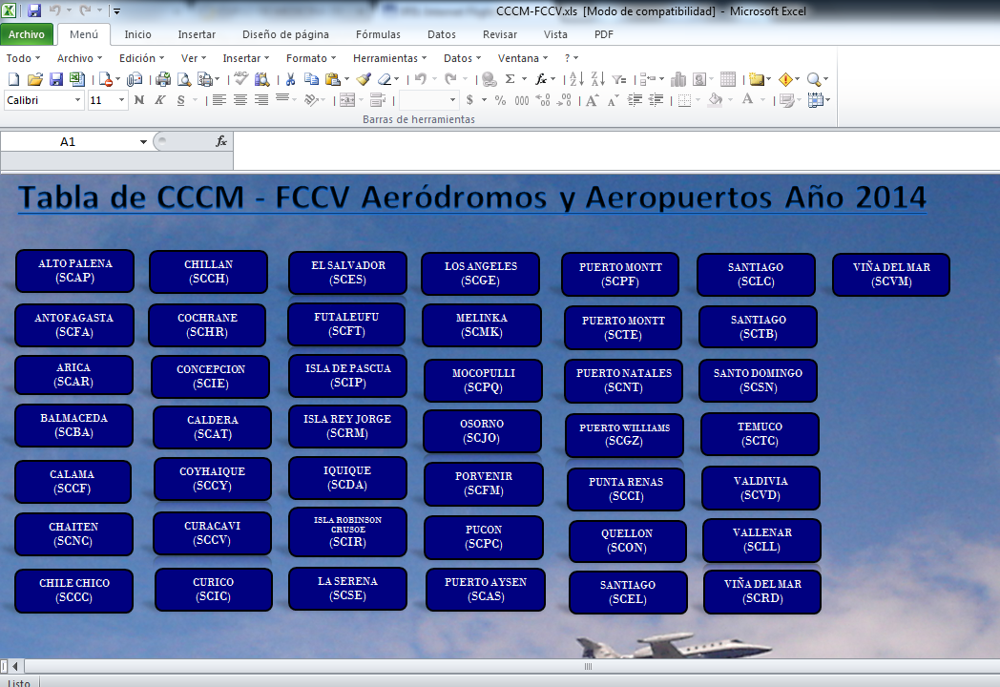 CCCM-FCCV.xls [Modo de compatibilidad] - Microsoft Excel
Archivo Menú Inicio Insertar Diseño de página Fórmulas Datos Revisar Vista PDF
Todo Archivo Edición Ver Insertar Formato Herramientas Datos Ventana ?
Calibri 11 N K S $ % 000
Barras de herramientas
A1 fx
Tabla de CCCM - FCCV Aeródromos y Aeropuertos Año 2014
ALTO PALENA
(SCAP)
ANTOFAGASTA
(SCFA)
ARICA
(SCAR)
BALMACEDA
(SCBA)
CALAMA
(SCCF)
CHAITEN
(SCNC)
CHILE CHICO
(SCCC)
CHILLAN
(SCCH)
COCHRANE
(SCHR)
CONCEPCION
(SCIE)
CALDERA
(SCAT)
COYHAIQUE
(SCCY)
CURACAVI
(SCCV)
CURICO
(SCIC)
EL SALVADOR
(SCES)
FUTALEUFU
(SCFT)
ISLA DE PASCUA
(SCIP)
ISLA REY JORGE
(SCRM)
IQUIQUE
(SCDA)
ISLA ROBINSON
CRUSOE
(SCIR)
LA SERENA
(SCSE)
LOS ANGELES
(SCGE)
MELINKA
(SCMK)
MOCOPULLI
(SCPQ)
OSORNO
(SCJO)
PORVENIR
(SCFM)
PUCON
(SCPC)
PUERTO AYSEN
(SCAS)
PUERTO MONTT
(SCPF)
PUERTO MONTT
(SCTE)
PUERTO NATALES
(SCNT)
PUERTO WILLIAMS
(SCGZ)
PUNTA RENAS
(SCCI)
QUELLON
(SCON)
SANTIAGO
(SCEL)
SANTIAGO
(SCLC)
SANTIAGO
(SCTB)
SANTO DOMINGO
(SCSN)
TEMUCO
(SCTC)
VALDIVIA
(SCVD)
VALLENAR
(SCLL)
VIÑA DEL MAR
(SCRD)
VIÑA DEL MAR
(SCVM)
Listo